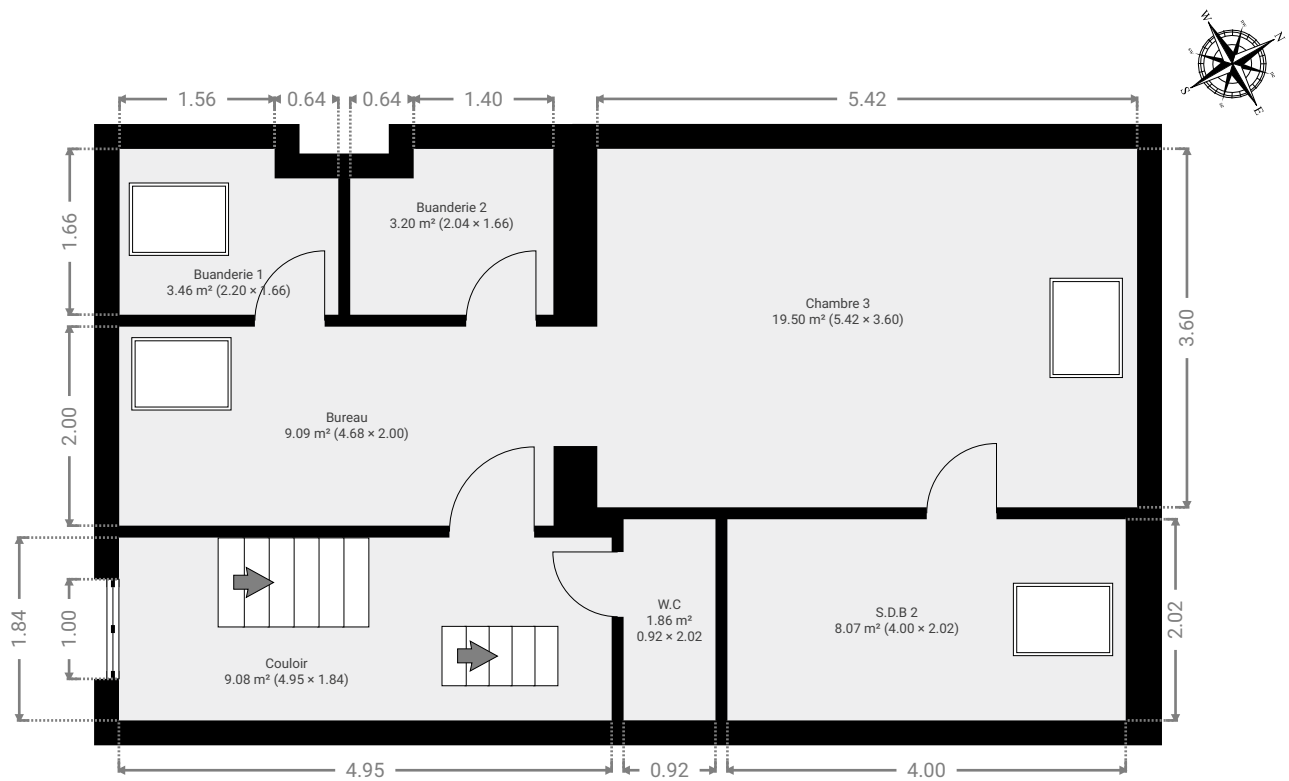 W
N
S
E
1.56
0.64
0.64
1.40
5.42
1.66
Buanderie 2
3.20 m² (2.04 × 1.66)
Buanderie 1
3.46 m² (2.20 × 1.66)
Chambre 3
19.50 m² (5.42 × 3.60)
3.60
2.00
Bureau
9.09 m² (4.68 × 2.00)
1.84
1.00
W.C
1.86 m²
0.92 × 2.02
S.D.B 2
8.07 m² (4.00 × 2.02)
2.02
Couloir
9.08 m² (4.95 × 1.84)
4.95
0.92
4.00